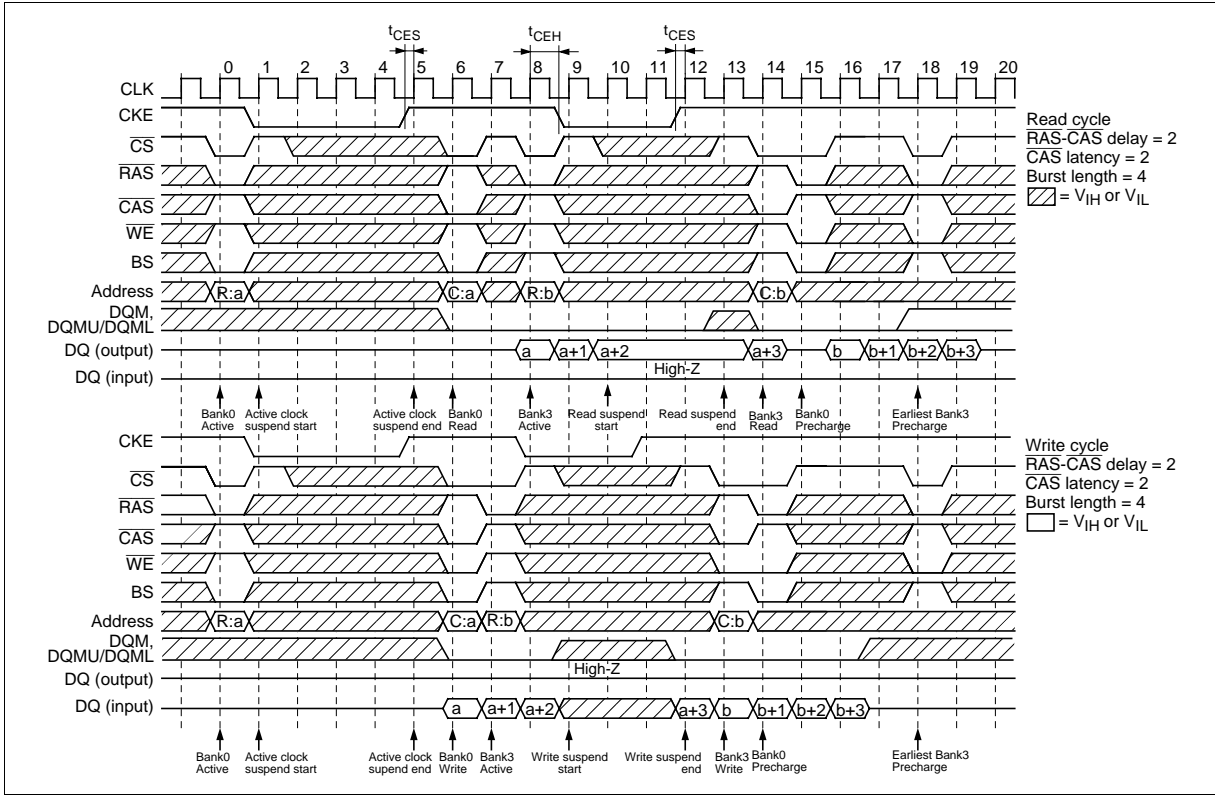 tCES tCEH tCES
0 1 2 3 4 5 6 7 8 9 10 11 12 13 14 15 16 17 18 19 20
CLK
CKE
CS
RAS
CAS
WE
BS
Address R:a C:a R:b C:b
DQM,
DQMU/DQML
DQ (output) a a+1 a+2 a+3 b b+1 b+2 b+3
High-Z
DQ (input)
Read cycle
RAS-CAS delay = 2
CAS latency = 2
Burst length = 4
= VIH or VIL
Bank0 Active
Active clock suspend start
Active clock suspend end
Bank0 Read
Bank3 Active
Read suspend start
Read suspend end
Bank3 Read
Bank0 Precharge
Earliest Bank3 Precharge
CKE
CS
RAS
CAS
WE
BS
Address R:a C:a R:b C:b
DQM,
DQMU/DQML
High-Z
DQ (output)
DQ (input) a a+1 a+2 a+3 b b+1 b+2 b+3
Write cycle
RAS-CAS delay = 2
CAS latency = 2
Burst length = 4
= VIH or VIL
Bank0 Active
Active clock suspend start
Active clock supend end
Bank0 Write
Bank3 Active
Write suspend start
Write suspend end
Bank3 Write
Bank0 Precharge
Earliest Bank3 Precharge